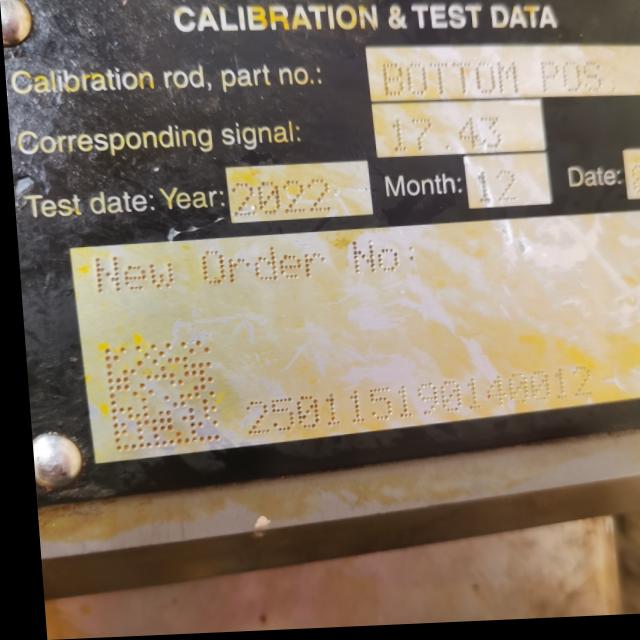 CALIBRATION & TEST DATA
Calibration rod, part no.: BOTTOM POS.
Corresponding signal: 17.43
Test date: Year: 2022 Month: 12 Date:
New Order No:
250115190140012